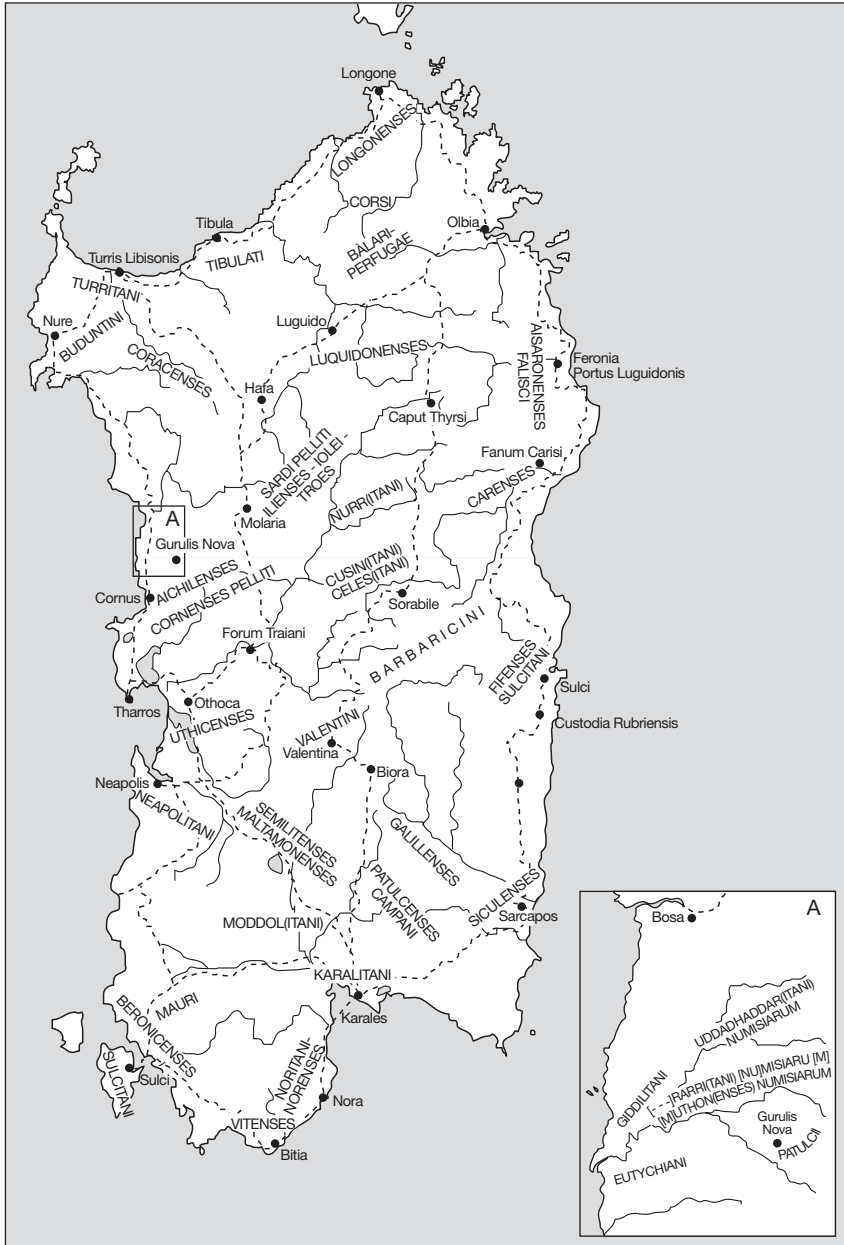 Longone
LONGONENSES
CORSI
Tibula
Olbia
BÀLARI-
PERFUGAE
Turris Libisonis
TIBULATI
TURRITANI
Nure
BUDUNTINI
Luguido
CORACENSES
LUQUIDONENSES
AISARONENSES
FALISCI
Feronia
Portus Luguidonis
Hafa
Caput Thyrsi
SARDI PELLITI
ILIENSES - IOLEI -
TROES
Fanum Carisi
CARENSES
NURR(ITANI)
A
Molaria
Gurulis Nova
CUSIN(ITANI)
CELES(ITANI)
AICHILENSES
CORNENSES PELLITI
Cornus
Sorabile
Forum Traiani
BARBARICINI
FIFENSES
SULCITANI
Sulci
Tharros
Othoca
UTHICENSES
Custodia Rubriensis
VALENTINI
Valentina
Biora
Neapolis
NEAPOLITANI
SEMILITENSES
MALTAMONENSES
GALILLENSES
PATULCENSES
CAMPANI
SICULENSES
Sarcapos
MODDOL(ITANI)
KARALITANI
Karales
MAURI
BERONICENSES
SULCITANI
Sulci
NORITANI-
NORENSES
Nora
VITENSES
Bitia
A
Bosa
UDDADHADDAR(ITANI)
NUMISIARUM
GIDDILITANI
[---]RARRI(TANI) [NU]MISIARU [M]
[M]UTHON(ENSES) NUMISIARUM
Gurulis
Nova
PATULCII
EUTYCHIANI